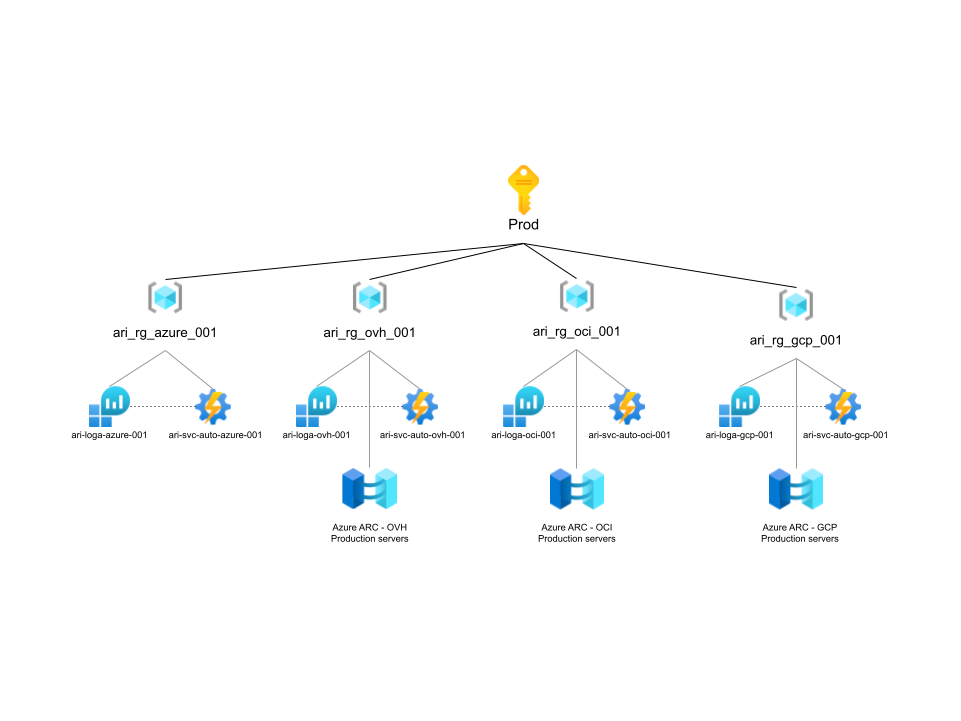 Prod
ari_rg_azure_001
ari_rg_ovh_001
ari_rg_oci_001
ari_rg_gcp_001
ari-loga-azure-001
ari-svc-auto-azure-001
ari-loga-ovh-001
ari-svc-auto-ovh-001
ari-loga-oci-001
ari-svc-auto-oci-001
ari-loga-gcp-001
ari-svc-auto-gcp-001
Azure ARC - OVH
Production servers
Azure ARC - OCI
Production servers
Azure ARC - GCP
Production servers